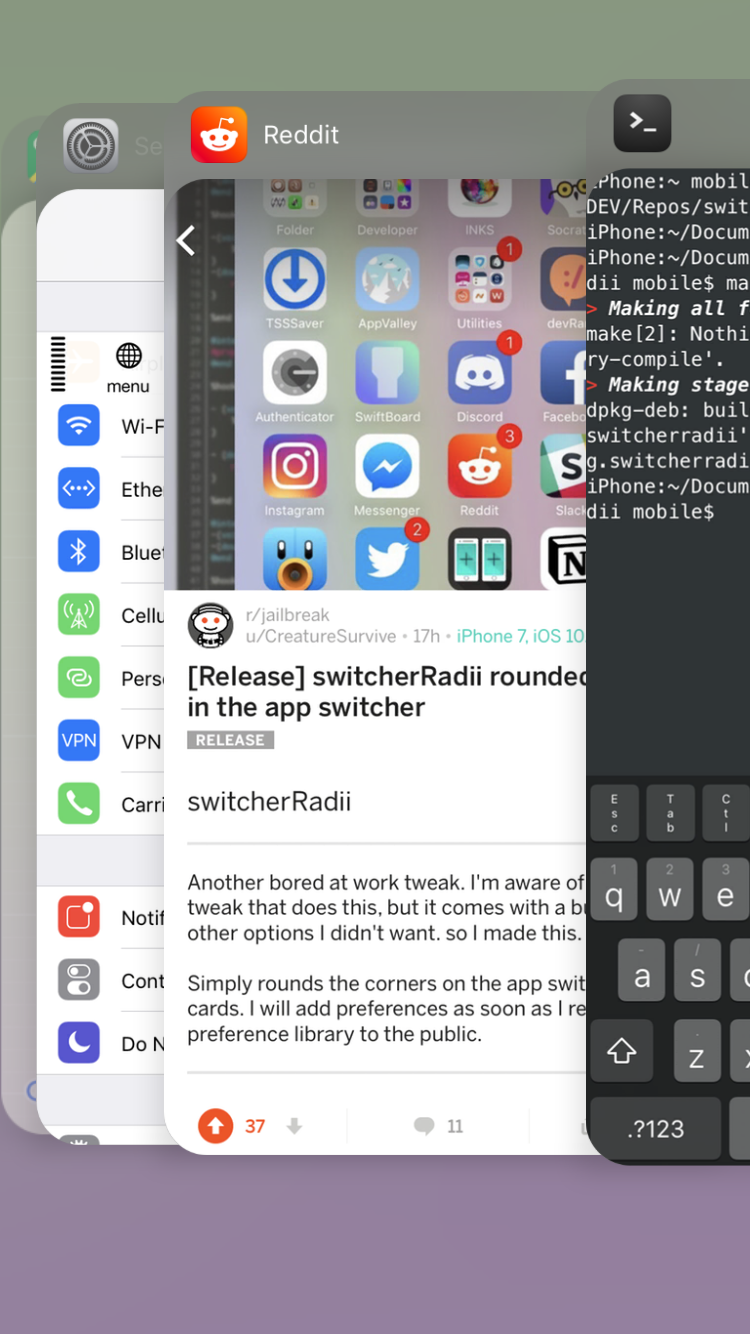 Se
Reddit
menu
Wi-F
Ethe
Bluet
Cellu
Perso
VPN
VPN
Carri
Notif
Cont
Do N
Folder
Developer
INKS
Socrat
1
TSSSaver
AppValley
Utilities
devRa
1
Authenticator
SwiftBoard
Discord
Facebo
3
Instagram
Messenger
Reddit
Slack
2
r/jailbreak
u/CreatureSurvive • 17h • iPhone 7, iOS 10
[Release] switcherRadii rounded
in the app switcher
RELEASE
switcherRadii
Another bored at work tweak. I'm aware of
tweak that does this, but it comes with a bu
other options I didn't want. so I made this.
Simply rounds the corners on the app swit
cards. I will add preferences as soon as I re
preference library to the public.
37
11
>_
iPhone:~ mobil
DEV/Repos/swit
iPhone:~/Docum
iPhone:~/Docum
dii mobile$ ma
> Making all f
make[2]: Nothi
ry-compile'.
> Making stage
dpkg-deb: buil
switcherradii'
g.switcherradi
iPhone:~/Docum
dii mobile$
Esc
Tab
Ctl
1 2 3
q w e
- /
a s
z
.?123